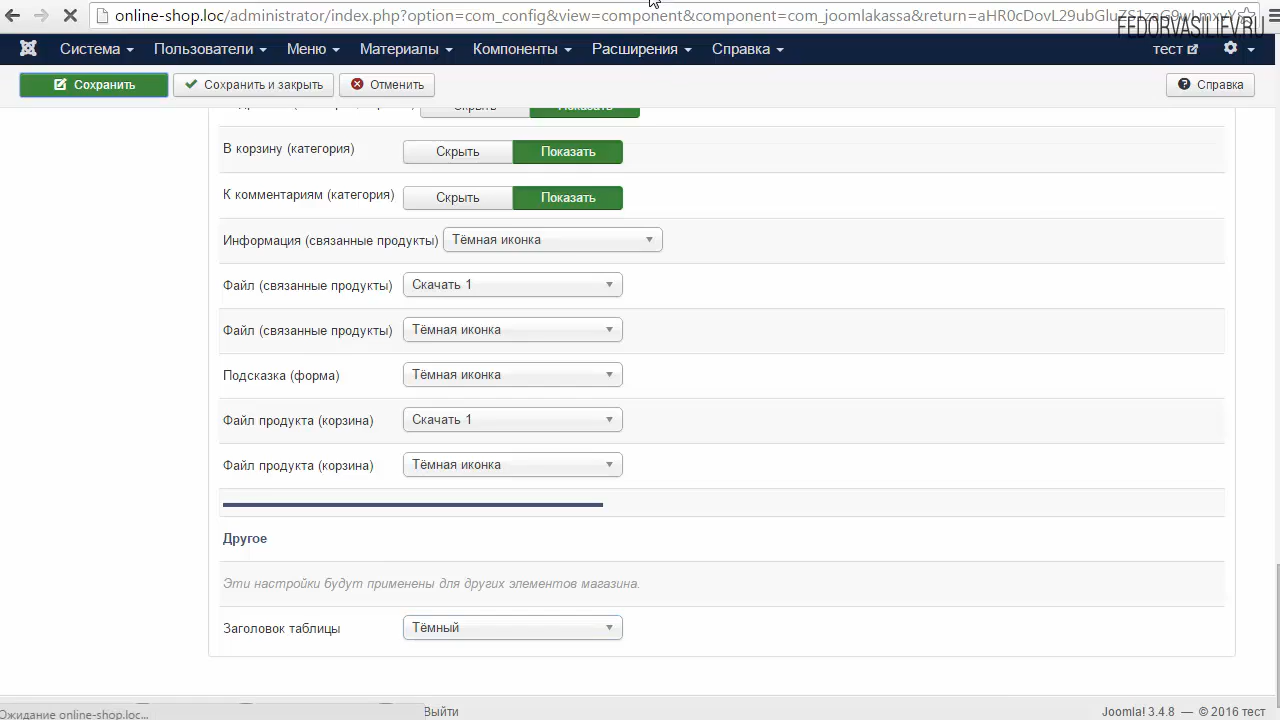 online-shop.loc/administrator/index.php?option=com_config&view=component&component=com_joomlakassa&return=
FEDORVASILIEV.RU
Система Пользователи Меню Материалы Компоненты Расширения Справка тест
Сохранить Сохранить и закрыть Отменить Справка
Скрыть Показать
В корзину (категория) Скрыть Показать
К комментариям (категория) Скрыть Показать
Информация (связанные продукты) Тёмная иконка
Файл (связанные продукты) Скачать 1
Файл (связанные продукты) Тёмная иконка
Подсказка (форма) Тёмная иконка
Файл продукта (корзина) Скачать 1
Файл продукта (корзина) Тёмная иконка
Другое
Эти настройки будут применены для других элементов магазина.
Заголовок таблицы Тёмный
Ожидание online-shop.loc... Выйти Joomla! 3.4.8 — © 2016 тест